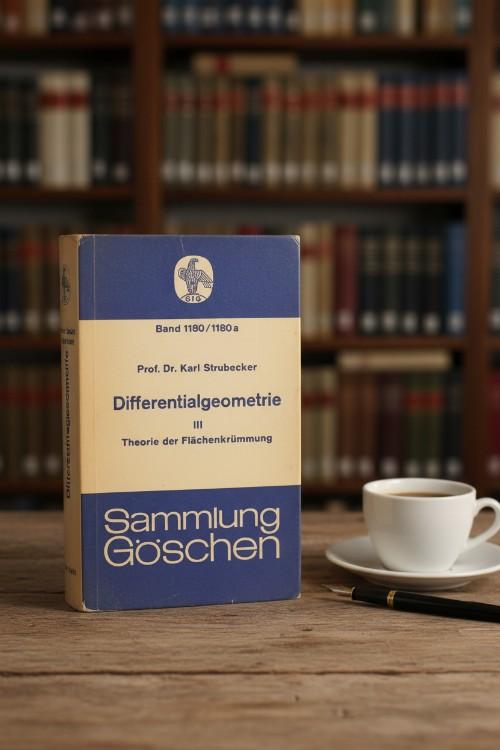 SIG
Band 1180/1180a
Prof. Dr. Karl Strubecker
Differentialgeometrie
III
Theorie der Flächenkrümmung
Sammlung
Göschen